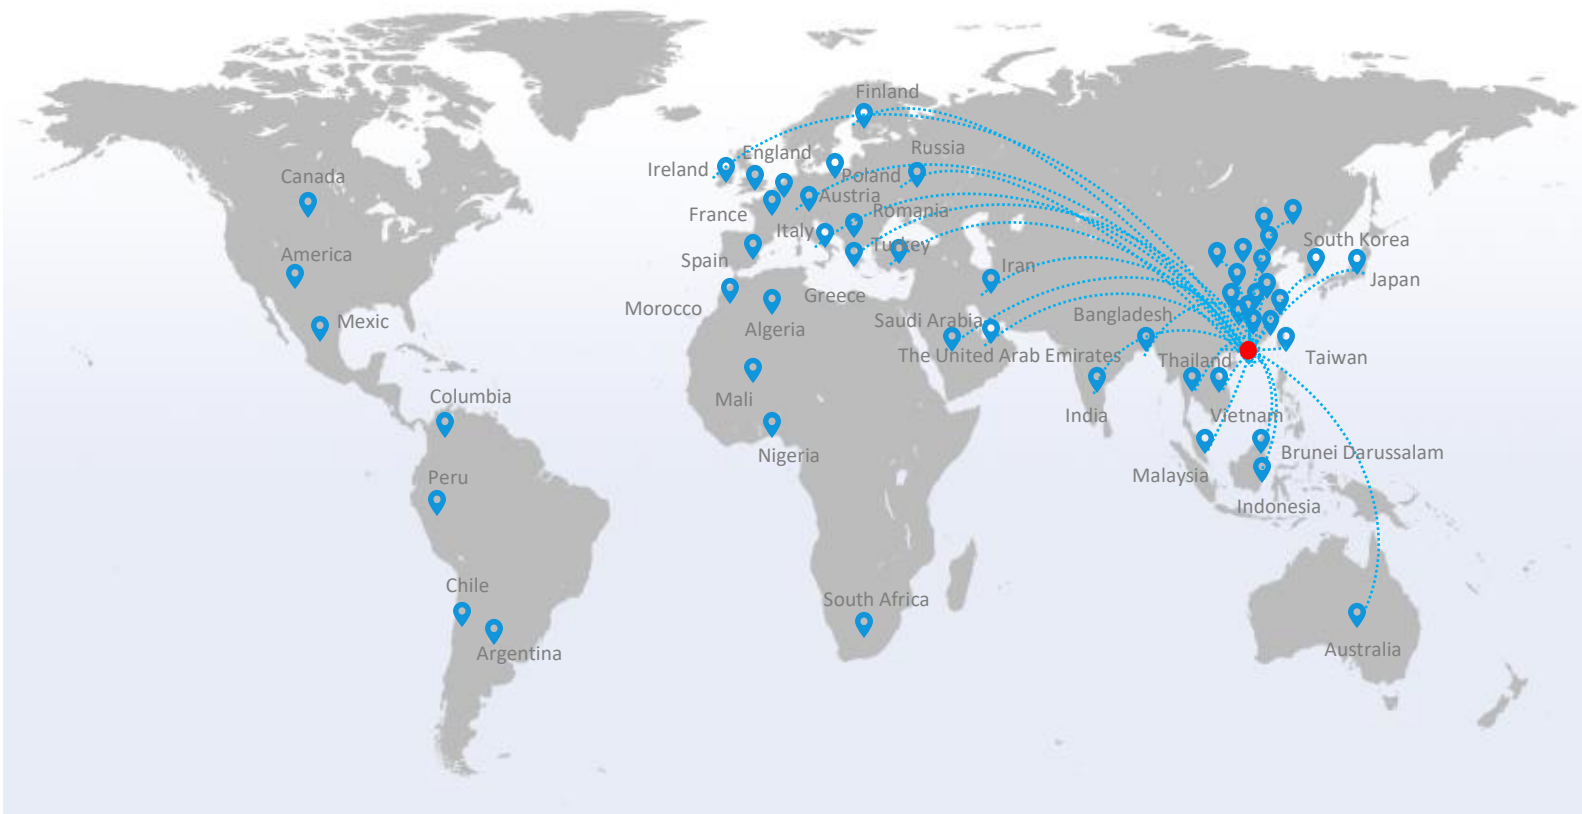 Finland
England
Russia
Ireland
Poland
Canada
Austria
France
Romania
Italy
South Korea
America
Turkey
Spain
Iran
Japan
Greece
Morocco
Bangladesh
Mexic
Algeria
Saudi Arabia
The United Arab Emirates
Thailand
Taiwan
Columbia
Mali
India
Vietnam
Nigeria
Brunei Darussalam
Peru
Malaysia
Indonesia
Chile
South Africa
Argentina
Australia